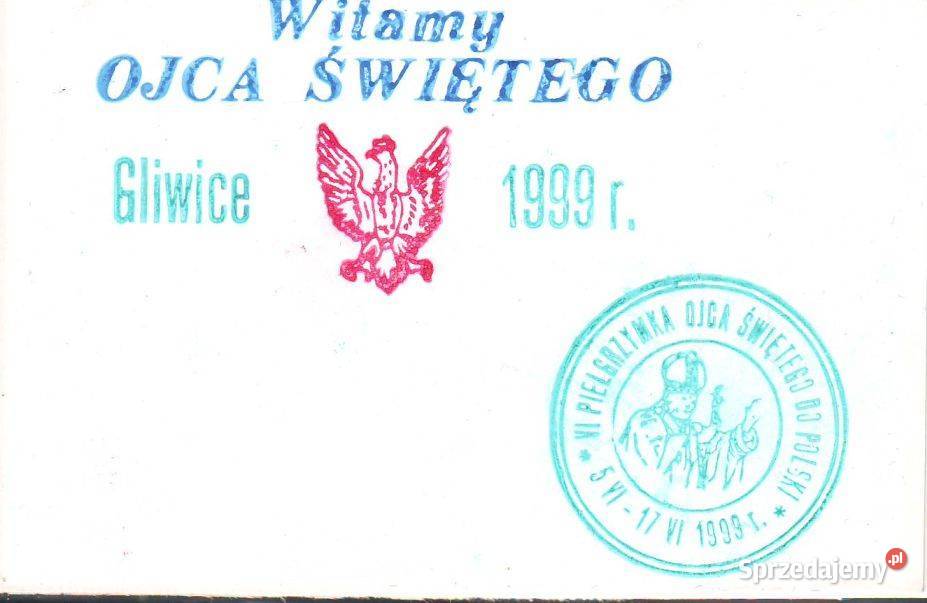 Witamy
OJCA ŚWIĘTEGO
Gliwice 1999 r.
* VI PIELGRZYMKA OJCA ŚWIĘTEGO DO POLSKI *
5 VI - 17 VI 1999 r.
Sprzedajemy.pl